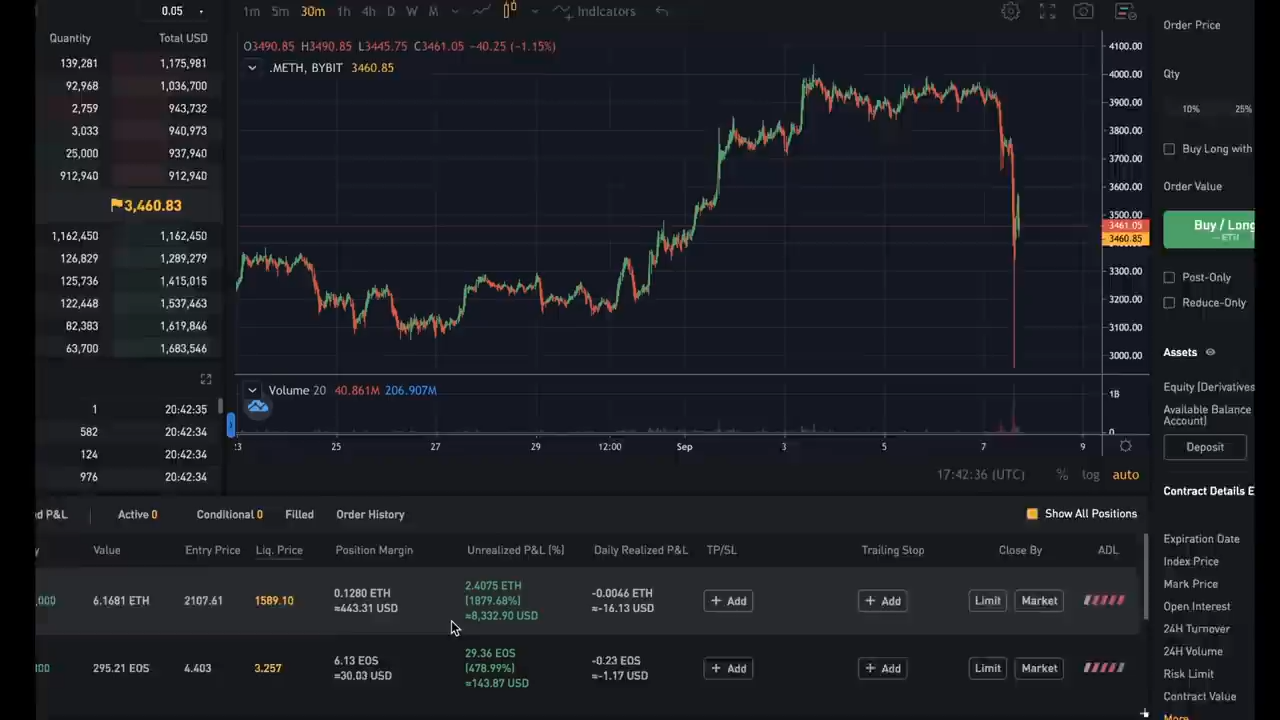 0.05
Quantity Total USD
139,281 1,175,981
92,968 1,036,700
2,759 943,732
3,033 940,973
25,000 937,940
912,940 912,940
3,460.83
1,162,450 1,162,450
126,829 1,289,279
125,736 1,415,015
122,448 1,537,463
82,383 1,619,846
63,700 1,683,546
1 20:42:35
582 20:42:34
124 20:42:34
976 20:42:34
1m 5m 30m 1h 4h D W M Indicators
O3490.85 H3490.85 L3445.75 C3461.05 −40.25 (−1.15%)
.METH, BYBIT 3460.85
4100.00
4000.00
3900.00
3800.00
3700.00
3600.00
3500.00
3461.05
3460.85
3300.00
3200.00
3100.00
3000.00
Volume 20 40.861M 206.907M
1B
0
25 27 29 12:00 Sep 3 5 7 9
17:42:36 (UTC) % log auto
Order Price
Qty
10% 25%
Buy Long with
Order Value
Buy / Long
Post-Only
Reduce-Only
Assets
Equity (Derivatives
Available Balance
Account)
Deposit
Contract Details E
Expiration Date
Index Price
Mark Price
Open Interest
24H Turnover
24H Volume
Risk Limit
Contract Value
More
d P&L Active 0 Conditional 0 Filled Order History Show All Positions
Value Entry Price Liq. Price Position Margin Unrealized P&L (%) Daily Realized P&L TP/SL Trailing Stop Close By ADL
6.1681 ETH 2107.61 1589.10 0.1280 ETH ≈443.31 USD 2.4075 ETH (1879.68%) ≈8,332.90 USD -0.0046 ETH ≈-16.13 USD + Add + Add Limit Market
295.21 EOS 4.403 3.257 6.13 EOS ≈30.03 USD 29.36 EOS (478.99%) ≈143.87 USD -0.23 EOS ≈-1.17 USD + Add + Add Limit Market